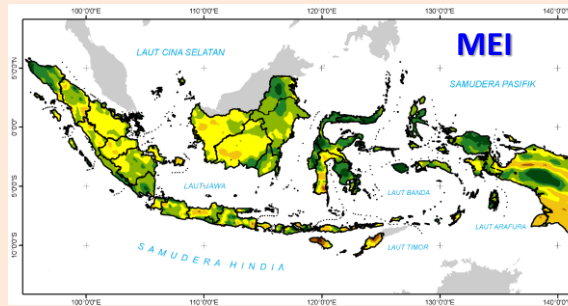 100°0'0"E 110°0'0"E 120°0'0"E 130°0'0"E 140°0'
MEI
LAUT CINA SELATAN
SAMUDERA PASIFIK
5°0'0"N
0°0'0"
5°0'0"S
10°0'0"S
LAUT JAWA
LAUT BANDA
LAUT ARAFURA
LAUT TIMOR
SAMUDERA HINDIA
100°0'0"E 110°0'0"E 120°0'0"E 130°0'0"E 140°0'